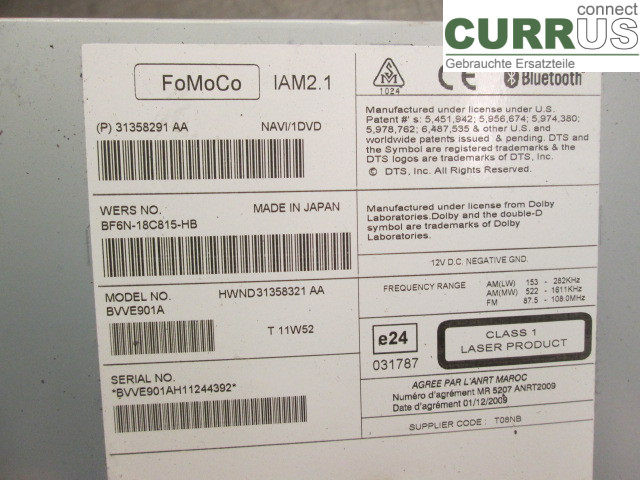 connect
CURRUS
Gebrauchte Ersatzteile
FoMoCo IAM2.1
(P) 31358291 AA NAVI/1DVD
WERS NO. MADE IN JAPAN
BF6N-18C815-HB
MODEL NO. HWND31358321 AA
BVVE901A
T 11W52
SERIAL NO.
*BVVE901AH11244392*
1024
CE Bluetooth
Manufactured under license under U.S.
Patent #'s: 5,451,942; 5,956,674; 5,974,380;
5,978,762; 6,487,535 & other U.S. and
worldwide patents issued & pending. DTS and
the Symbol are registered trademarks & the
DTS logos are trademarks of DTS, Inc.
© DTS, Inc. All Rights Reserved.
Manufactured under license from Dolby
Laboratories.Dolby and the double-D
symbol are trademarks of Dolby
Laboratories.
12V D.C. NEGATIVE GND.
FREQUENCY RANGE AM(LW) 153 - 282KHz
AM(MW) 522 - 1611KHz
FM 87.5 - 108.0MHz
e24
031787
CLASS 1
LASER PRODUCT
AGREE PAR L'ANRT MAROC
Numéro d'agrément MR 5207 ANRT2009
Date d'agrément 01/12/2009
SUPPLIER CODE : T06NB